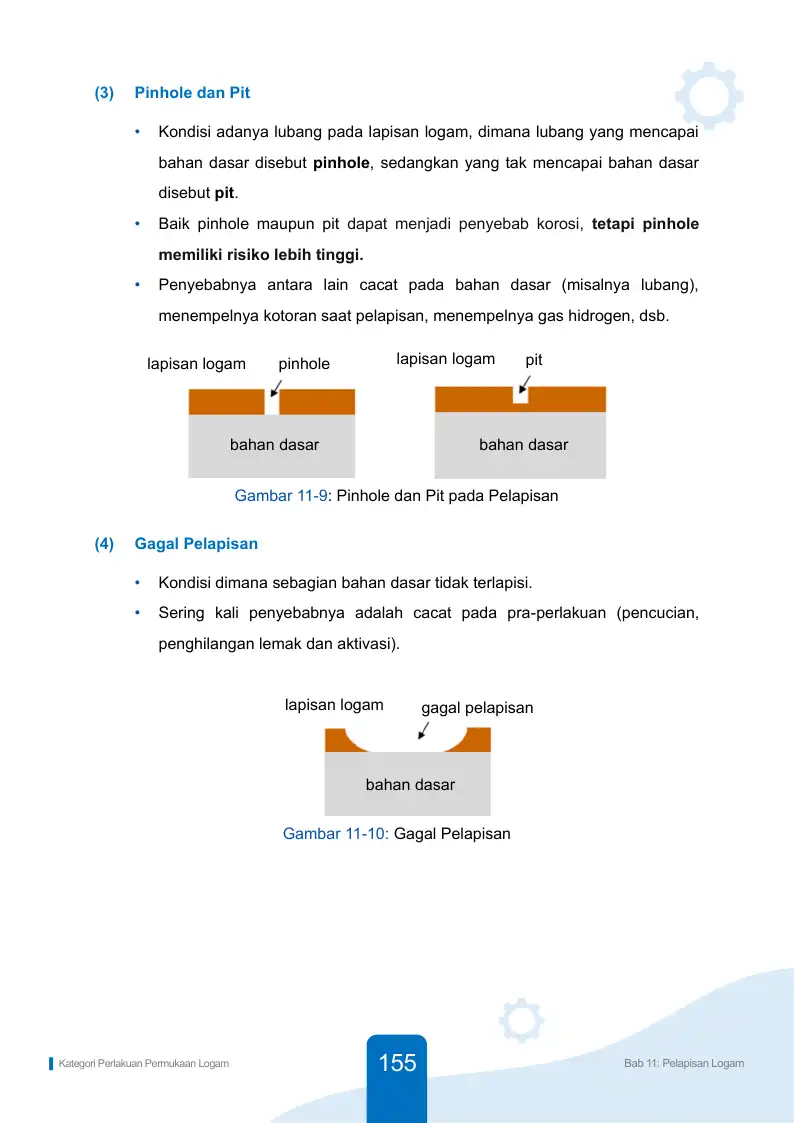 (3) Pinhole dan Pit
• Kondisi adanya lubang pada lapisan logam, dimana lubang yang mencapai
bahan dasar disebut pinhole, sedangkan yang tak mencapai bahan dasar
disebut pit.
• Baik pinhole maupun pit dapat menjadi penyebab korosi, tetapi pinhole
memiliki risiko lebih tinggi.
• Penyebabnya antara lain cacat pada bahan dasar (misalnya lubang),
menempelnya kotoran saat pelapisan, menempelnya gas hidrogen, dsb.
lapisan logam pinhole
bahan dasar
lapisan logam pit
bahan dasar
Gambar 11-9: Pinhole dan Pit pada Pelapisan
(4) Gagal Pelapisan
• Kondisi dimana sebagian bahan dasar tidak terlapisi.
• Sering kali penyebabnya adalah cacat pada pra-perlakuan (pencucian,
penghilangan lemak dan aktivasi).
lapisan logam gagal pelapisan
bahan dasar
Gambar 11-10: Gagal Pelapisan
Kategori Perlakuan Permukaan Logam
155
Bab 11: Pelapisan Logam